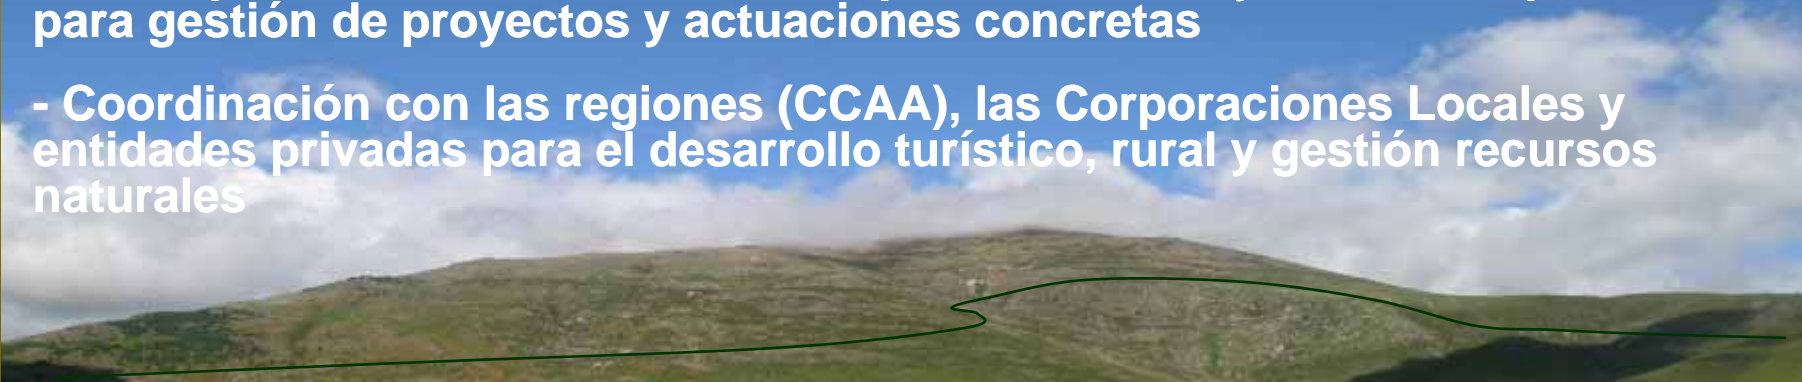 para gestión de proyectos y actuaciones concretas
- Coordinación con las regiones (CCAA), las Corporaciones Locales y
entidades privadas para el desarrollo turístico, rural y gestión recursos
naturales